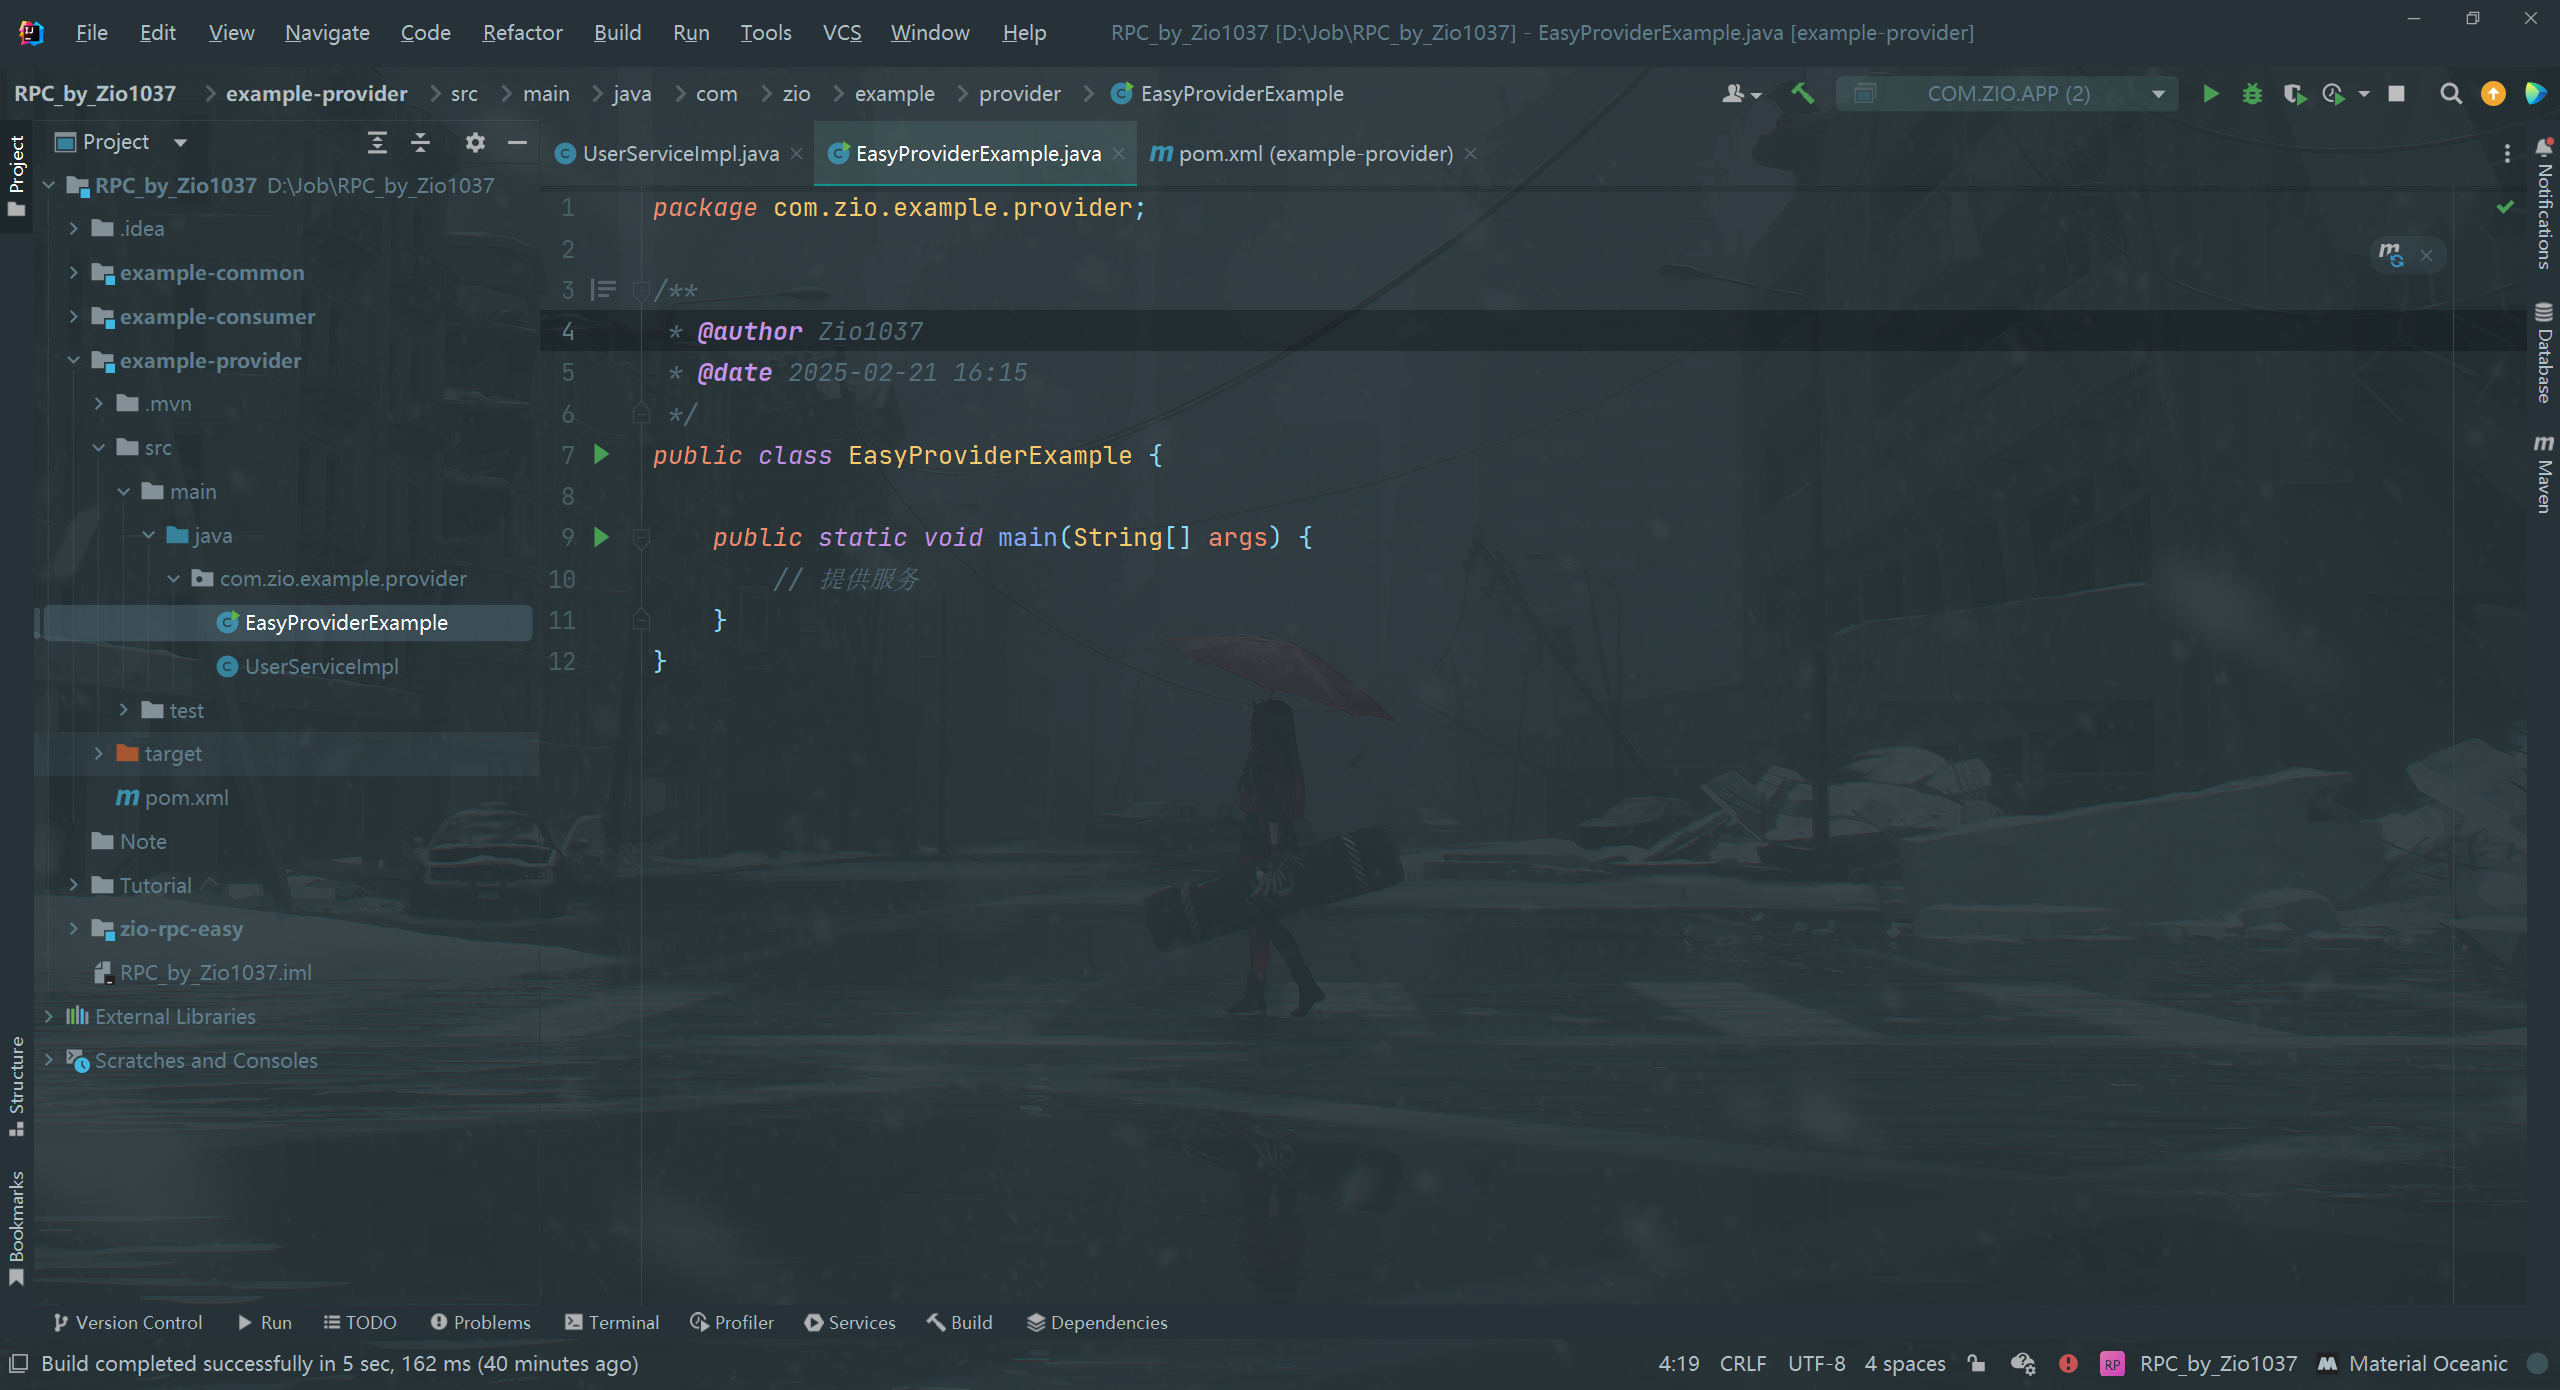 File Edit View Navigate Code Refactor Build Run Tools VCS Window Help RPC_by_Zio1037 [D:\Job\RPC_by_Zio1037] - EasyProviderExample.java [example-provider]
RPC_by_Zio1037 example-provider src main java com zio example provider EasyProviderExample COM.ZIO.APP (2)
Project
Project
UserServiceImpl.java EasyProviderExample.java pom.xml (example-provider)
RPC_by_Zio1037 D:\Job\RPC_by_Zio1037
.idea
example-common
example-consumer
example-provider
.mvn
src
main
java
com.zio.example.provider
EasyProviderExample
UserServiceImpl
test
target
pom.xml
Note
Tutorial
zio-rpc-easy
RPC_by_Zio1037.iml
External Libraries
Scratches and Consoles
Structure
Bookmarks
1 package com.zio.example.provider;
2
3 /**
4 * @author Zio1037
5 * @date 2025-02-21 16:15
6 */
7 public class EasyProviderExample {
8
9 public static void main(String[] args) {
10 // 提供服务
11 }
12 }
Notifications
Database
Maven
Version Control Run TODO Problems Terminal Profiler Services Build Dependencies
Build completed successfully in 5 sec, 162 ms (40 minutes ago) 4:19 CRLF UTF-8 4 spaces RP RPC_by_Zio1037 Material Oceanic